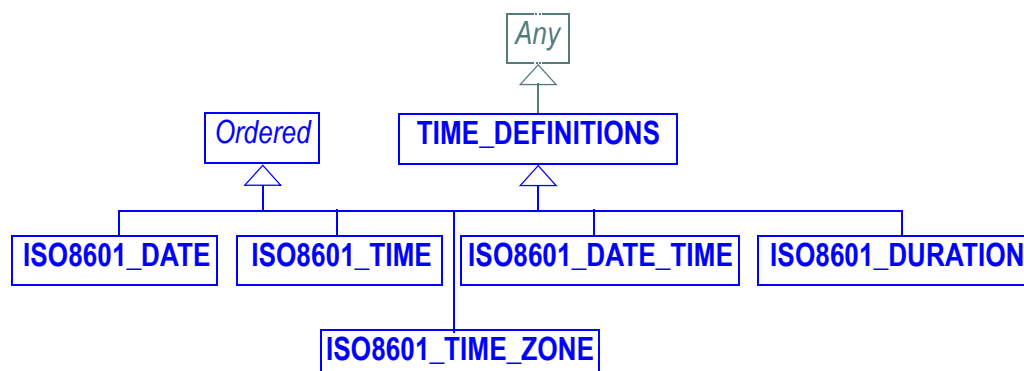 Any
Ordered
TIME_DEFINITIONS
ISO8601_DATE
ISO8601_TIME
ISO8601_DATE_TIME
ISO8601_DURATION
ISO8601_TIME_ZONE